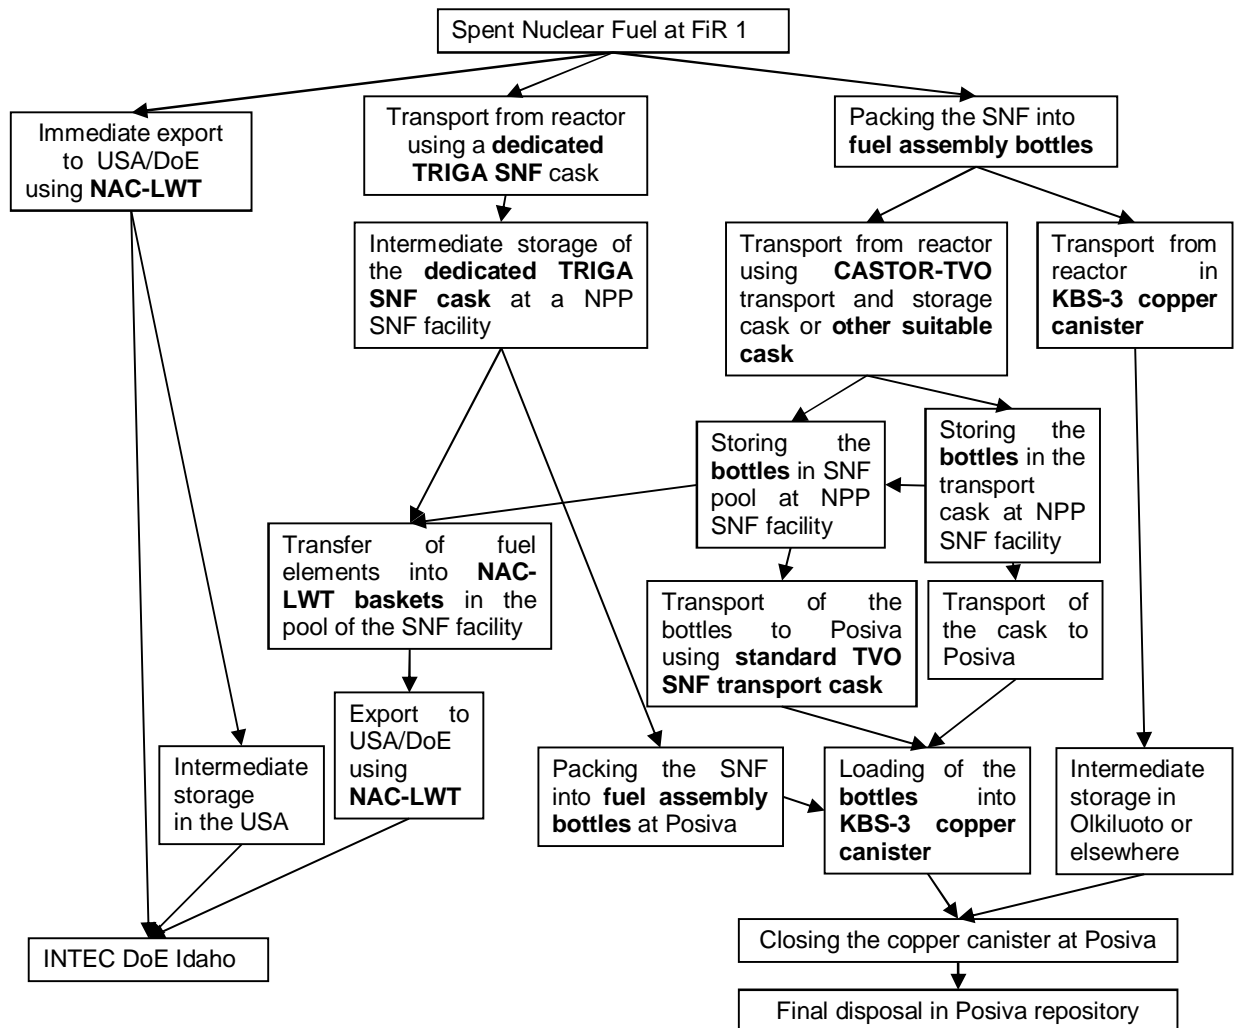 Spent Nuclear Fuel at FiR 1
Immediate export
to USA/DoE
using NAC-LWT
Transport from reactor
using a dedicated
TRIGA SNF cask
Packing the SNF into
fuel assembly bottles
Intermediate storage of
the dedicated TRIGA
SNF cask at a NPP
SNF facility
Transport from reactor
using CASTOR-TVO
transport and storage
cask or other suitable
cask
Transport from
reactor in
KBS-3 copper
canister
Storing the
bottles in SNF
pool at NPP
SNF facility
Storing the
bottles in the
transport
cask at NPP
SNF facility
Transfer of fuel
elements into NAC-
LWT baskets in the
pool of the SNF facility
Transport of the
bottles to Posiva
using standard TVO
SNF transport cask
Transport of
the cask to
Posiva
Export to
USA/DoE
using
NAC-LWT
Intermediate
storage
in the USA
Packing the SNF
into fuel assembly
bottles at Posiva
Loading of the
bottles into
KBS-3 copper
canister
Intermediate
storage in
Olkiluoto or
elsewhere
INTEC DoE Idaho
Closing the copper canister at Posiva
Final disposal in Posiva repository